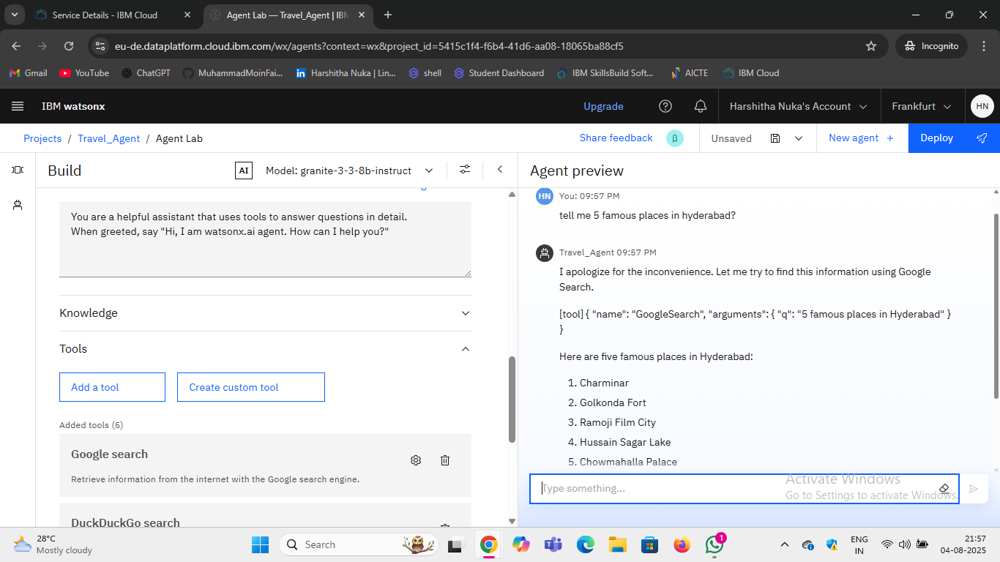 Service Details - IBM Cloud
Agent Lab — Travel_Agent | IBM
eu-de.dataplatform.cloud.ibm.com/wx/agents?context=wx&project_id=5415c1f4-f6b4-41d6-aa08-18065ba88cf5
Incognito
Gmail
YouTube
ChatGPT
MuhammadMoinFai...
Harshitha Nuka | Lin...
shell
Student Dashboard
IBM SkillsBuild Soft...
AICTE
IBM Cloud
IBM watsonx
Upgrade
Harshitha Nuka's Account
Frankfurt
HN
Projects / Travel_Agent / Agent Lab
Share feedback
β
Unsaved
New agent +
Deploy
Build
AI
Model: granite-3-3-8b-instruct
You are a helpful assistant that uses tools to answer questions in detail.
When greeted, say "Hi, I am watsonx.ai agent. How can I help you?"
Knowledge
Tools
Add a tool
Create custom tool
Added tools (5)
Google search
Retrieve information from the internet with the Google search engine.
DuckDuckGo search
Agent preview
HN
You: 09:57 PM
tell me 5 famous places in hyderabad?
Travel_Agent 09:57 PM
I apologize for the inconvenience. Let me try to find this information using Google
Search.
[tool] { "name": "GoogleSearch", "arguments": { "q": "5 famous places in Hyderabad" }
}
Here are five famous places in Hyderabad:
1. Charminar
2. Golkonda Fort
3. Ramoji Film City
4. Hussain Sagar Lake
5. Chowmahalla Palace
Type something...
Activate Windows
Go to Settings to activate Windows.
28°C
Mostly cloudy
Search
1
ENG
IN
21:57
04-08-2025